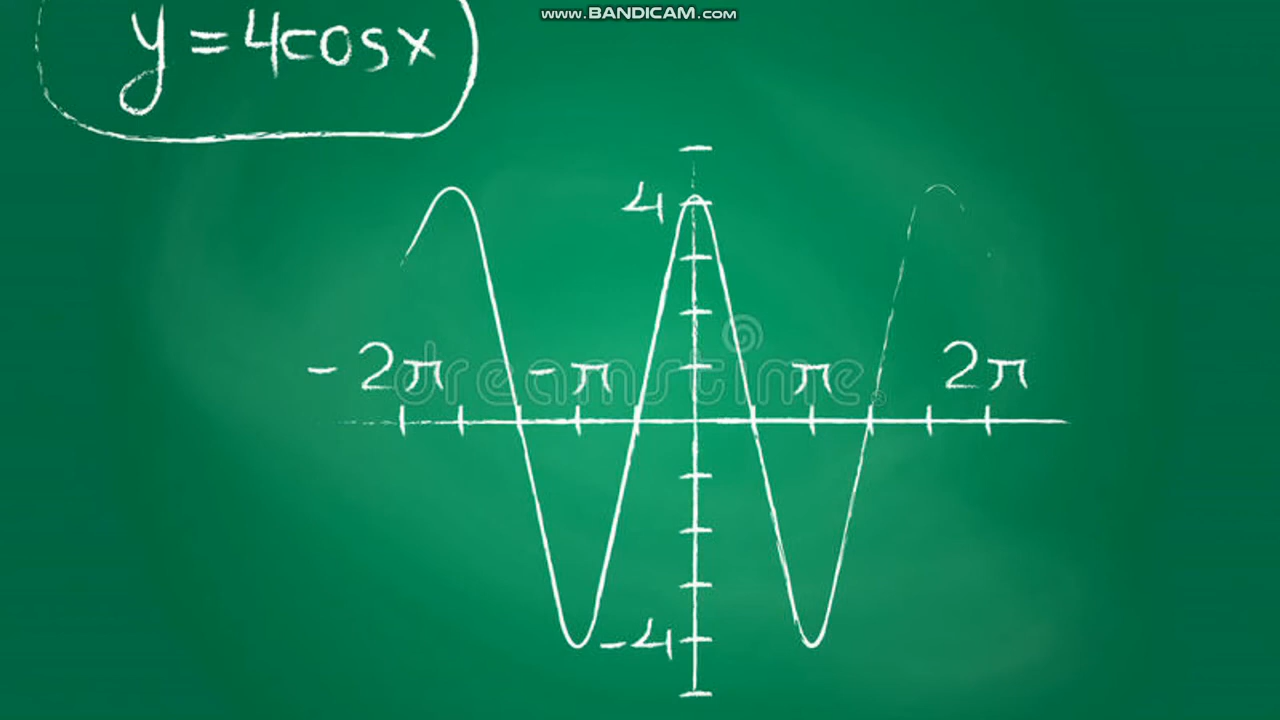 www.BANDICAM.com
y=4cosx
4
-2π -π π 2π
dreamstime
-4